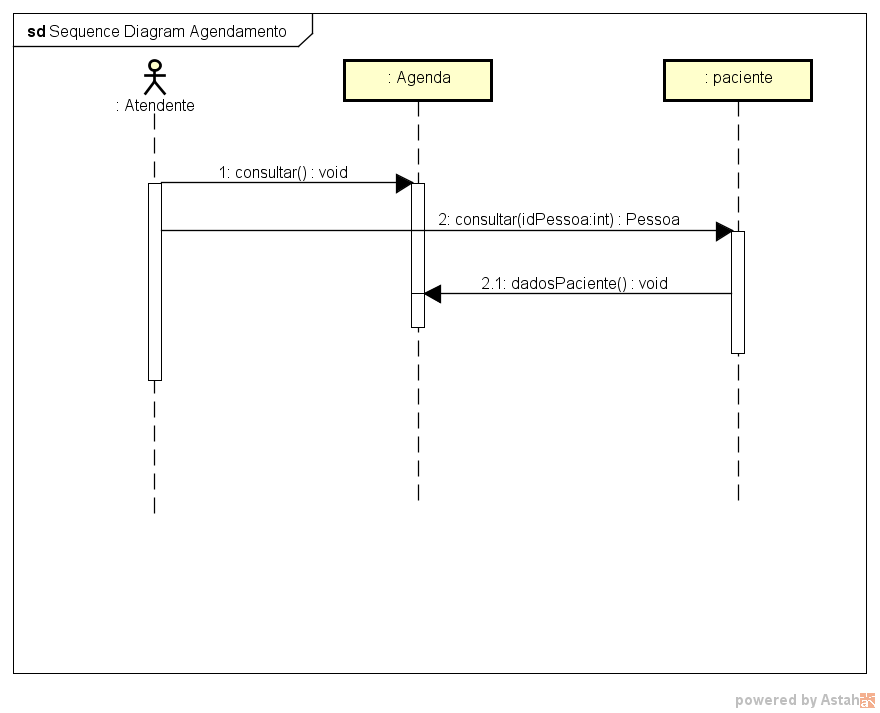 sd Sequence Diagram Agendamento
: Atendente
: Agenda
: paciente
1: consultar() : void
2: consultar(idPessoa:int) : Pessoa
2.1: dadosPaciente() : void
powered by Astah